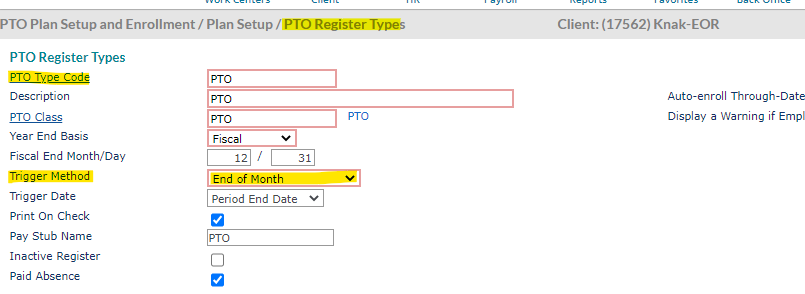 Work Centers Client HR Payroll Reports Favorites Back Office
PTO Plan Setup and Enrollment / Plan Setup / PTO Register Types Client: (17562) Knak-EOR
PTO Register Types
PTO Type Code PTO
Description PTO Auto-enroll Through-Date
PTO Class PTO PTO Display a Warning if Empl
Year End Basis Fiscal
Fiscal End Month/Day 12 / 31
Trigger Method End of Month
Trigger Date Period End Date
Print On Check
Pay Stub Name PTO
Inactive Register
Paid Absence